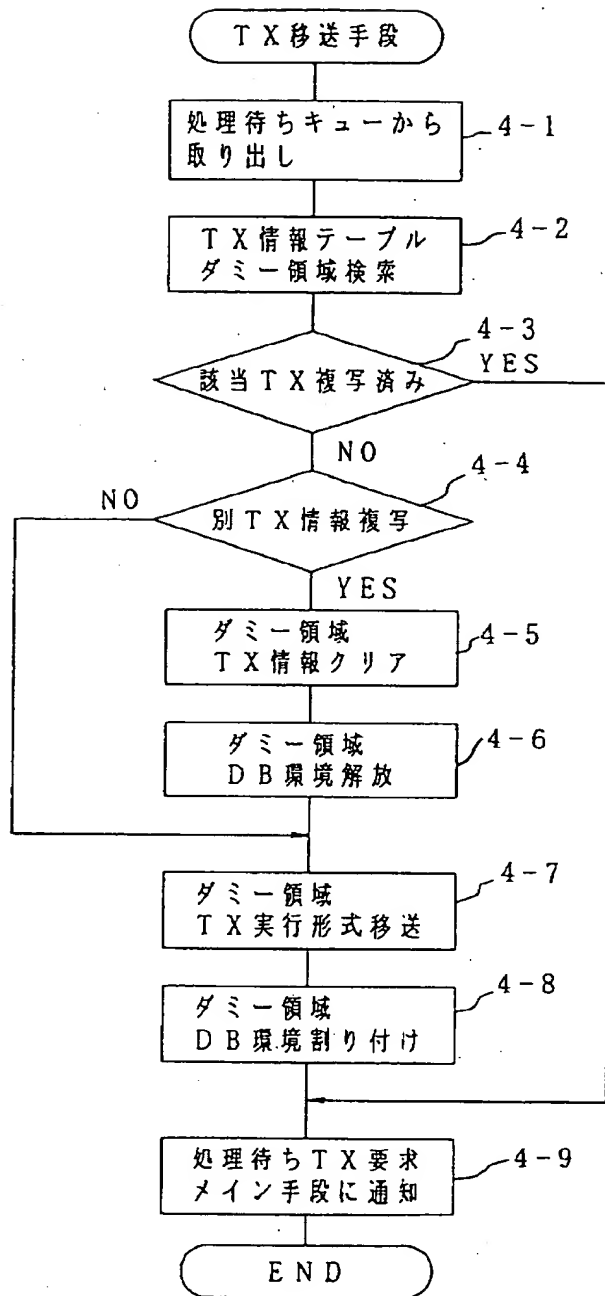 TX移送手段
処理待ちキューから
取り出し
4-1
TX情報テーブル
ダミー領域検索
4-2
4-3
該当TX複写済み
YES
NO
4-4
NO
別TX情報複写
YES
ダミー領域
TX情報クリア
4-5
ダミー領域
DB環境解放
4-6
ダミー領域
TX実行形式移送
4-7
ダミー領域
DB環境割り付け
4-8
処理待ちTX要求
メイン手段に通知
4-9
END